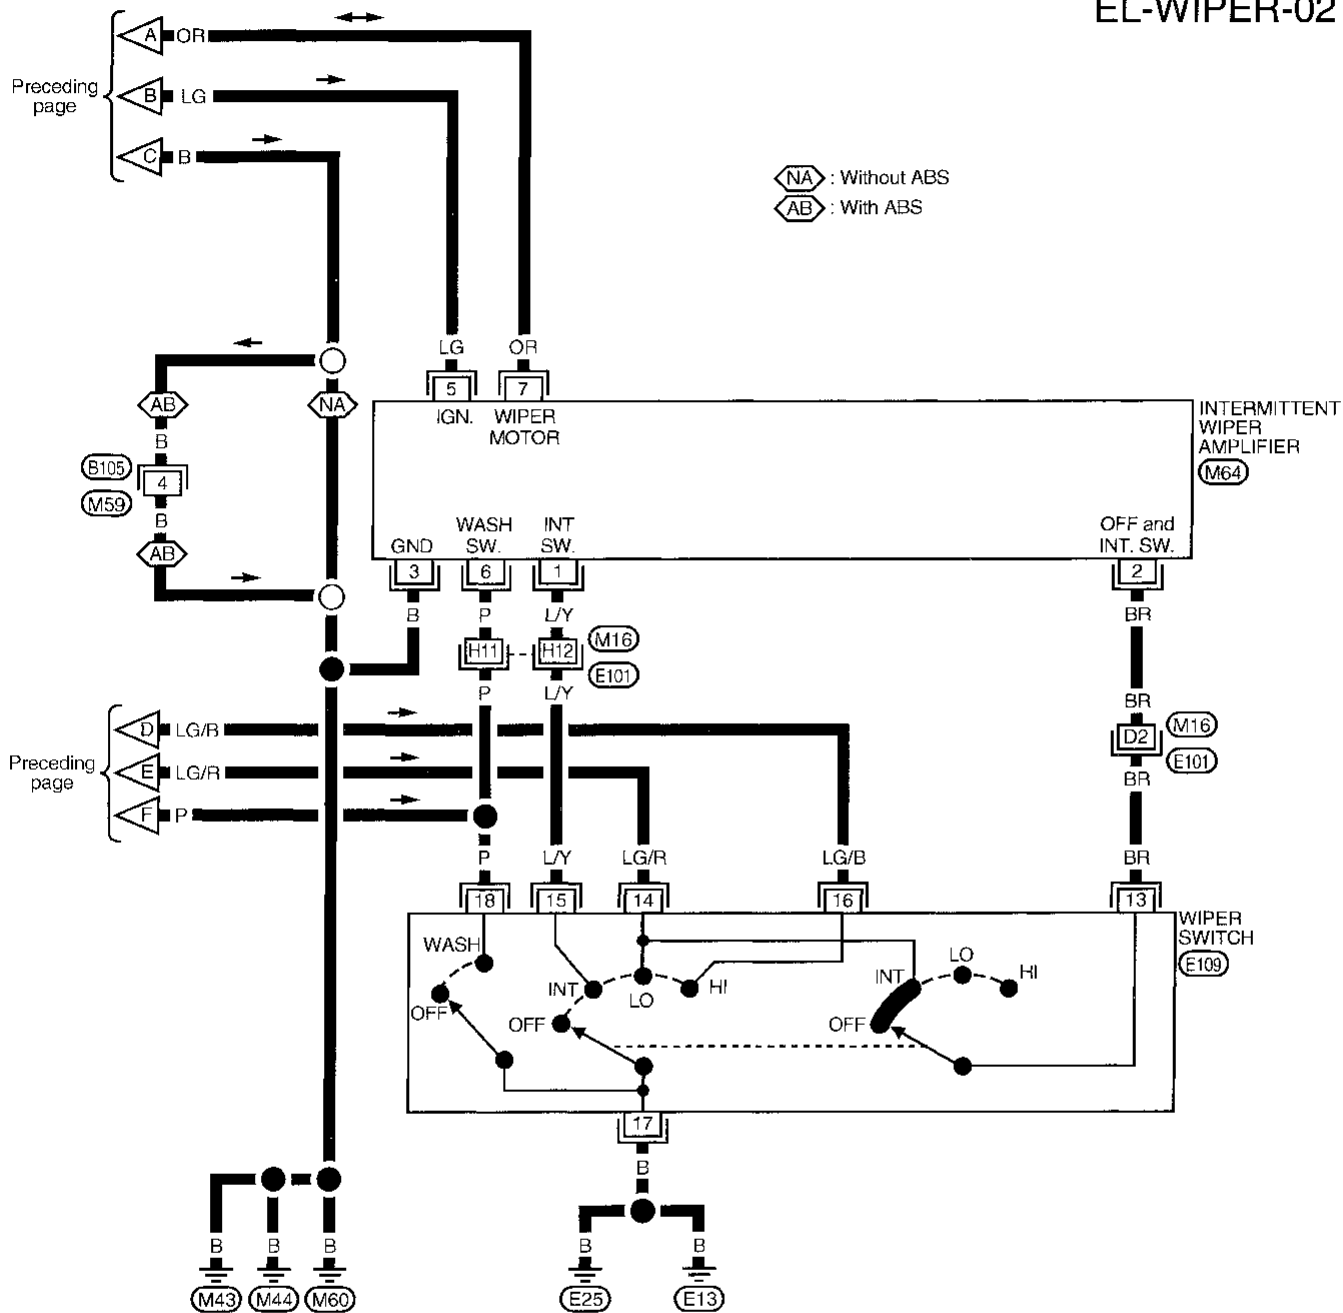 EL-WIPER-02
A OR
Preceding
page
B LG
C B
NA : Without ABS
AB : With ABS
LG OR
5 7
IGN. WIPER
MOTOR
INTERMITTENT
WIPER
AMPLIFIER
M64
AB NA
B
B105
4
M59
B
AB
GND
WASH
SW.
INT
SW.
OFF and
INT. SW.
3 6 1 2
B P L/Y BR
H11 H12 M16
E101
P L/Y BR
D2 M16
E101
BR
D LG/B
Preceding
page
E LG/R
F P
P L/Y LG/R LG/B BR
18 15 14 16 13
WIPER
SWITCH
E109
WASH
OFF
OFF INT LO HI
OFF INT LO HI
17
B
B B B B B
M43 M44 M60 E25 E13